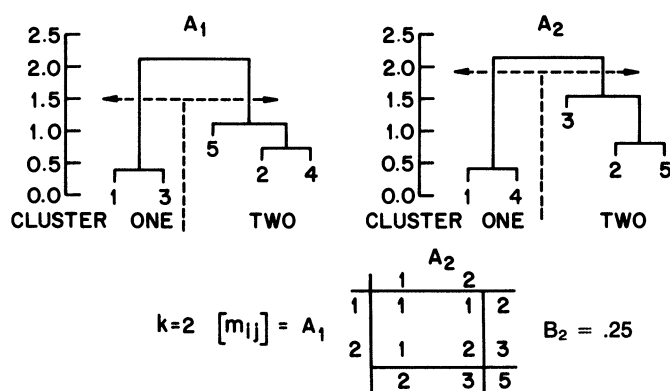 A1 A2
2.5 2.5
2.0 2.0
1.5 1.5
3
1.0 1.0
5
0.5 2 4 0.5 2 5
0.0 1 3 0.0 1 4
CLUSTER ONE TWO CLUSTER ONE TWO
A2
1 2
k=2 [mij] = A1 1 1 1 2 B2 = .25
2 1 2 3
2 3 5